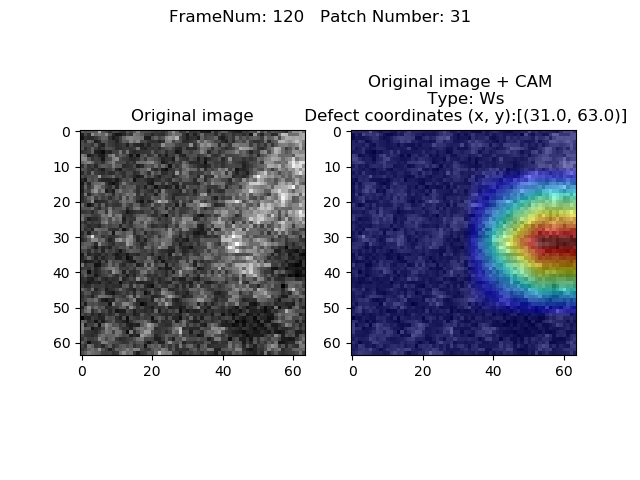 FrameNum: 120   Patch Number: 31
Original image
Original image + CAM
Type: Ws
Defect coordinates (x, y):[(31.0, 63.0)]
0
10
20
30
40
50
60
0 20 40 60
0
10
20
30
40
50
60
0 20 40 60